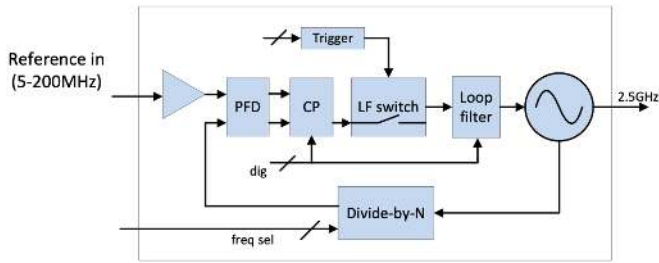 Reference in
(5-200MHz)
Trigger
PFD
CP
LF switch
Loop
filter
2.5GHz
dig
Divide-by-N
freq sel